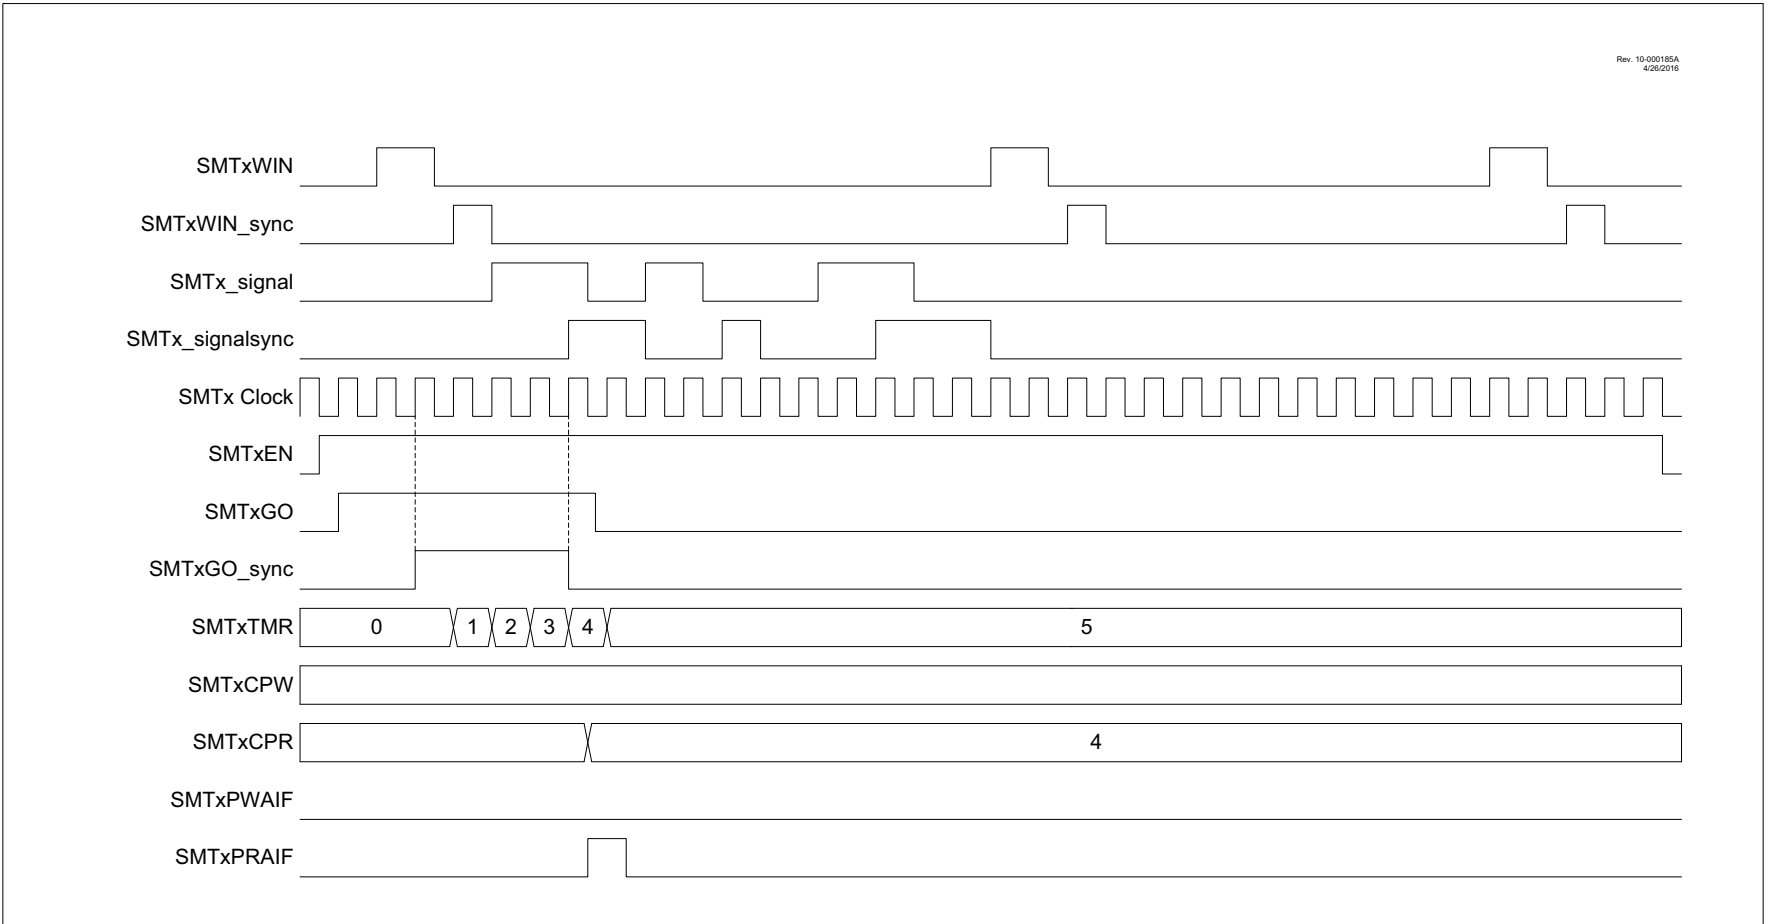 Rev. 10-000185A
4/26/2016
SMTxWIN
SMTxWIN_sync
SMTx_signal
SMTx_signalsync
SMTx Clock
SMTxEN
SMTxGO
SMTxGO_sync
SMTxTMR 0 1 2 3 4 5
SMTxCPW
SMTxCPR 4
SMTxPWAIF
SMTxPRAIF